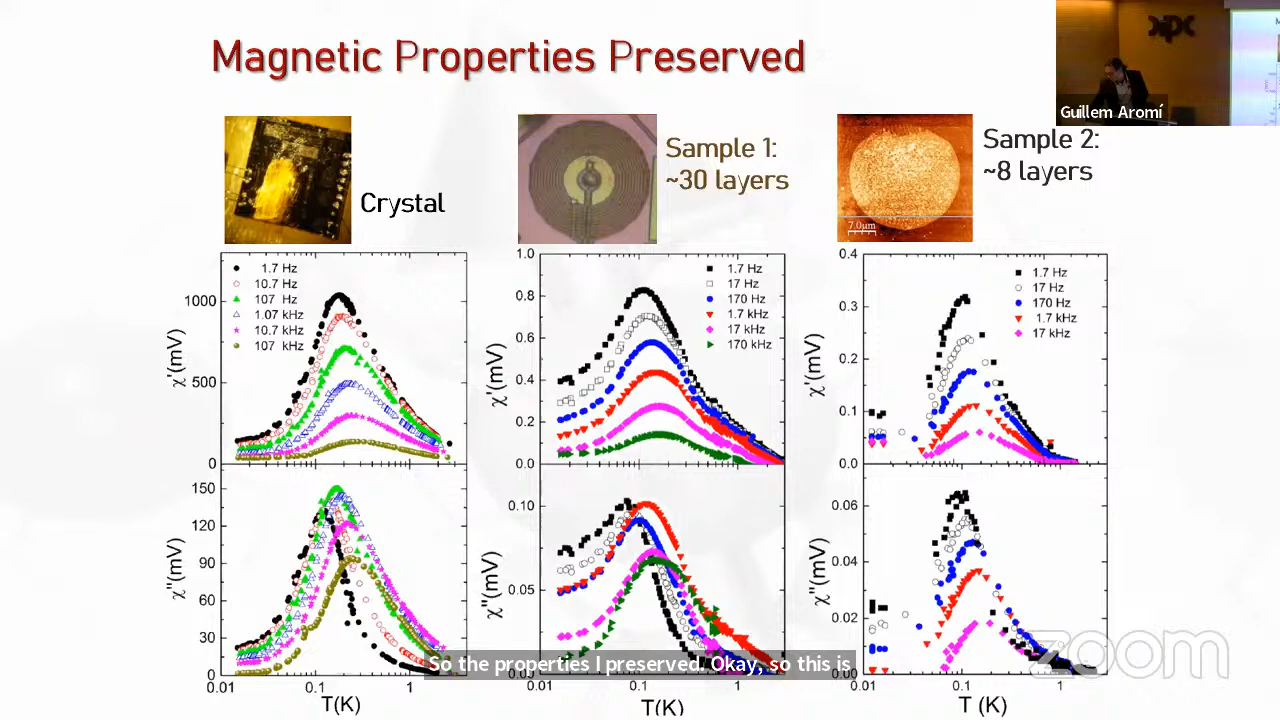 Magnetic Properties Preserved
Guillem Aromí
Crystal
Sample 1:
~30 layers
Sample 2:
~8 layers
7.0µm
1.7 Hz
10.7 Hz
107 Hz
1.07 kHz
10.7 kHz
107 kHz
1000
500
0
χ'(mV)
1.0
0.8
0.6
0.4
0.2
0.0
χ'(mV)
1.7 Hz
17 Hz
170 Hz
1.7 kHz
17 kHz
170 kHz
0.4
0.3
0.2
0.1
0.0
χ'(mV)
1.7 Hz
17 Hz
170 Hz
1.7 kHz
17 kHz
150
120
90
60
30
0
χ''(mV)
0.01
0.1
1
T(K)
0.10
0.05
χ''(mV)
0.01
0.1
1
T(K)
0.06
0.04
0.02
χ''(mV)
0.01
0.1
1
T (K)
So the properties I preserved. Okay, so this is
zoom